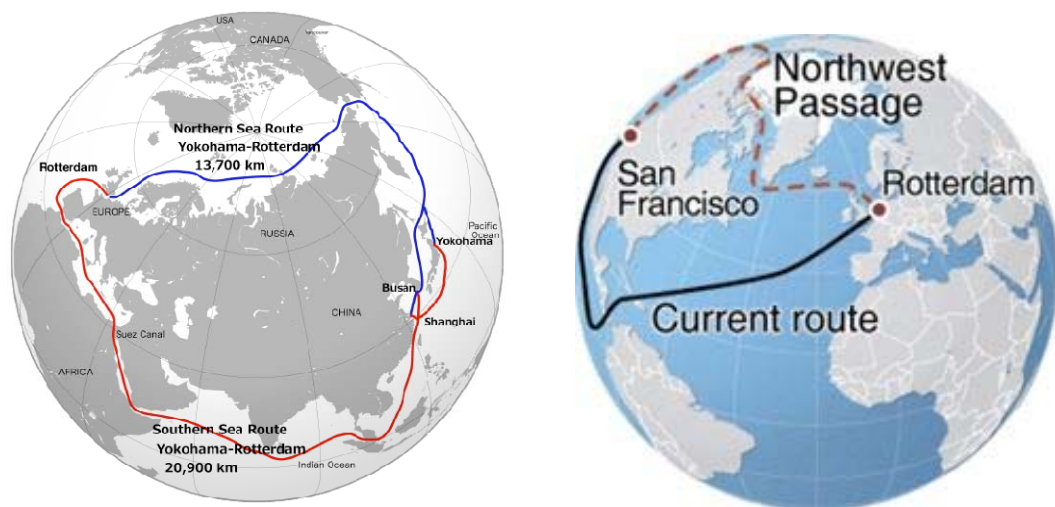 USA
CANADA
Northern Sea Route
Yokohama-Rotterdam
13,700 km
Rotterdam
EUROPE
RUSSIA
Pacific
Ocean
Yokohama
Busan
CHINA
Shanghai
Suez Canal
AFRICA
Southern Sea Route
Yokohama-Rotterdam
20,900 km
Indian Ocean
Northwest
Passage
San
Francisco
Rotterdam
Current route